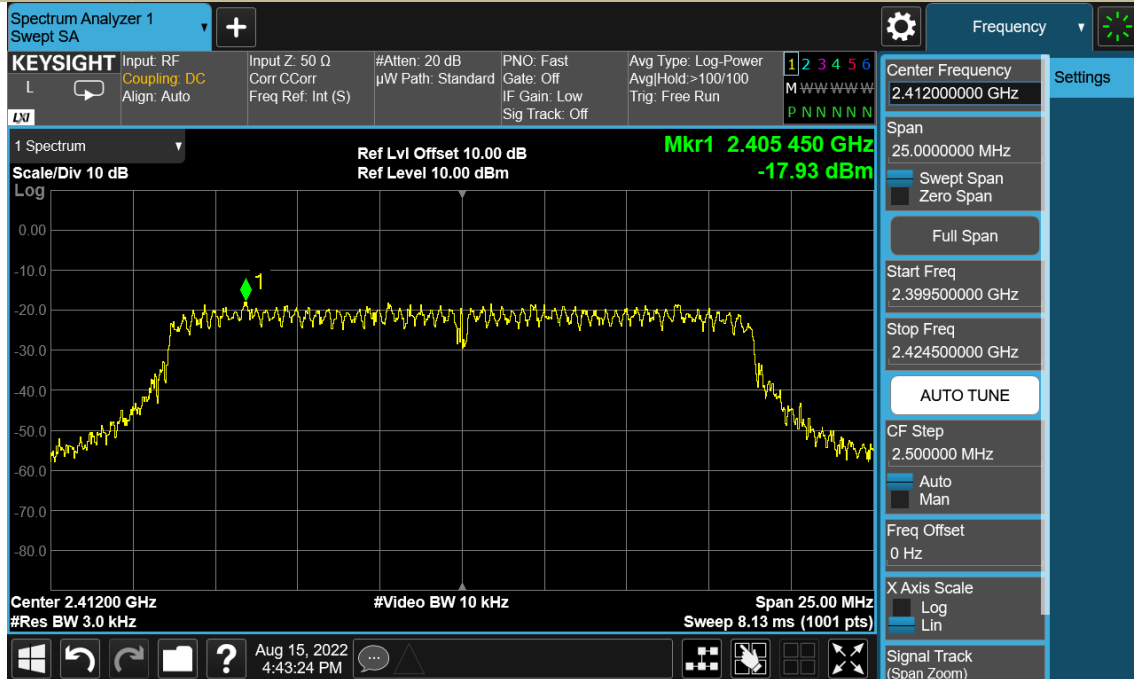 Spectrum Analyzer 1
Swept SA
+
Frequency
KEYSIGHT
L
LXI
Input: RF
Coupling: DC
Align: Auto
Input Z: 50 Ω
Corr CCorr
Freq Ref: Int (S)
#Atten: 20 dB
µW Path: Standard
PNO: Fast
Gate: Off
IF Gain: Low
Sig Track: Off
Avg Type: Log-Power
Avg|Hold:>100/100
Trig: Free Run
1 2 3 4 5 6
M W W W W W
P N N N N N
Center Frequency
2.412000000 GHz
Settings
Span
25.0000000 MHz
Swept Span
Zero Span
Full Span
Start Freq
2.399500000 GHz
Stop Freq
2.424500000 GHz
AUTO TUNE
CF Step
2.500000 MHz
Auto
Man
Freq Offset
0 Hz
X Axis Scale
Log
Lin
Signal Track
(Span Zoom)
1 Spectrum
Scale/Div 10 dB
Log
Ref Lvl Offset 10.00 dB
Ref Level 10.00 dBm
Mkr1 2.405 450 GHz
-17.93 dBm
1
0.00
-10.0
-20.0
-30.0
-40.0
-50.0
-60.0
-70.0
-80.0
Center 2.41200 GHz
#Video BW 10 kHz
Span 25.00 MHz
#Res BW 3.0 kHz
Sweep 8.13 ms (1001 pts)
?
Aug 15, 2022
4:43:24 PM